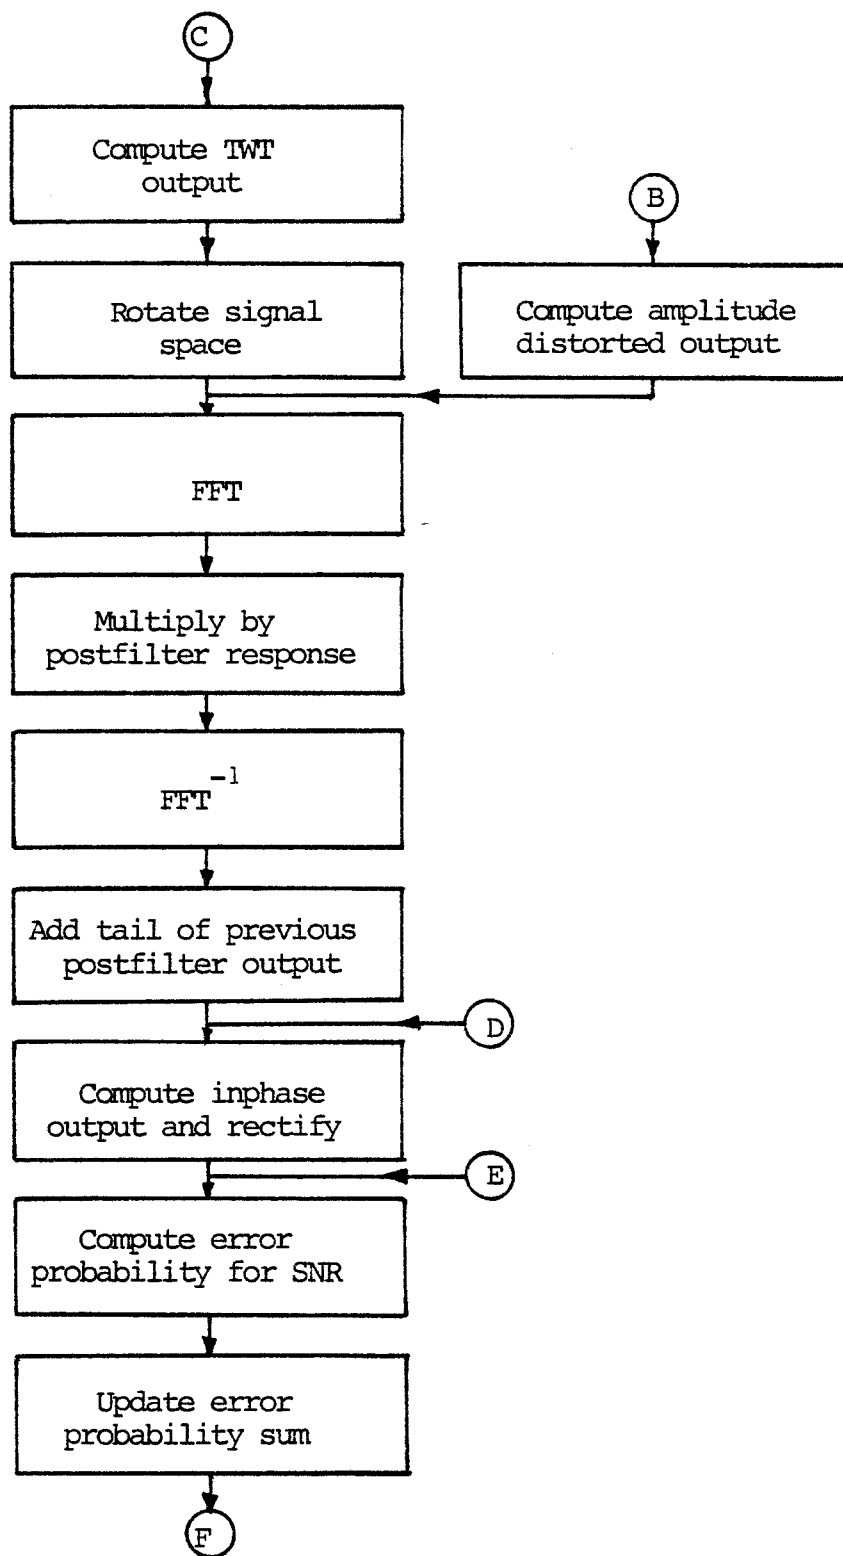 C
Compute TWT
output
B
Rotate signal
space
Compute amplitude
distorted output
FFT
Multiply by
postfilter response
FFT⁻¹
Add tail of previous
postfilter output
D
Compute inphase
output and rectify
E
Compute error
probability for SNR
Update error
probability sum
F